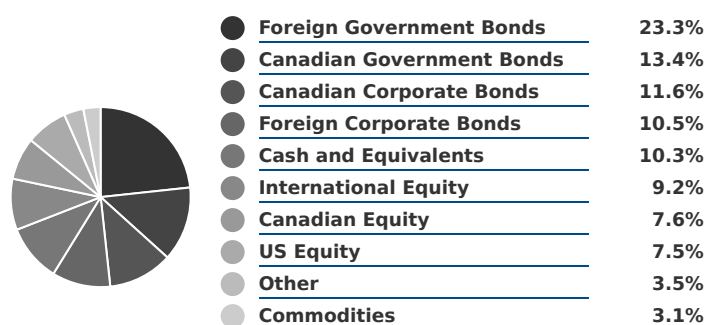 Foreign Government Bonds 23.3%
Canadian Government Bonds 13.4%
Canadian Corporate Bonds 11.6%
Foreign Corporate Bonds 10.5%
Cash and Equivalents 10.3%
International Equity 9.2%
Canadian Equity 7.6%
US Equity 7.5%
Other 3.5%
Commodities 3.1%